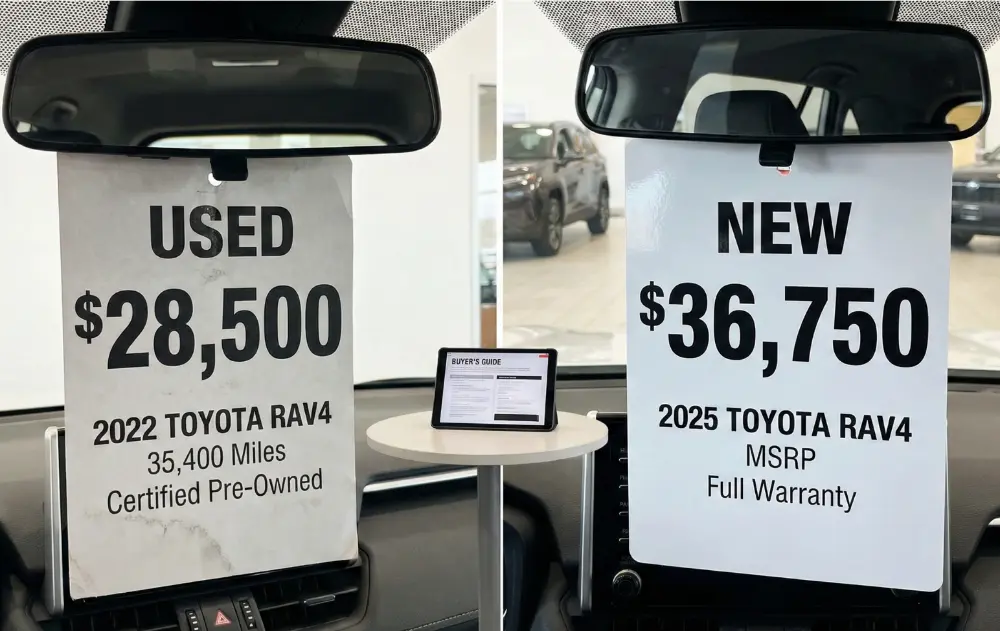 USED
$28,500
2022 TOYOTA RAV4
35,400 Miles
Certified Pre-Owned
BUYER'S GUIDE
NEW
$36,750
2025 TOYOTA RAV4
MSRP
Full Warranty